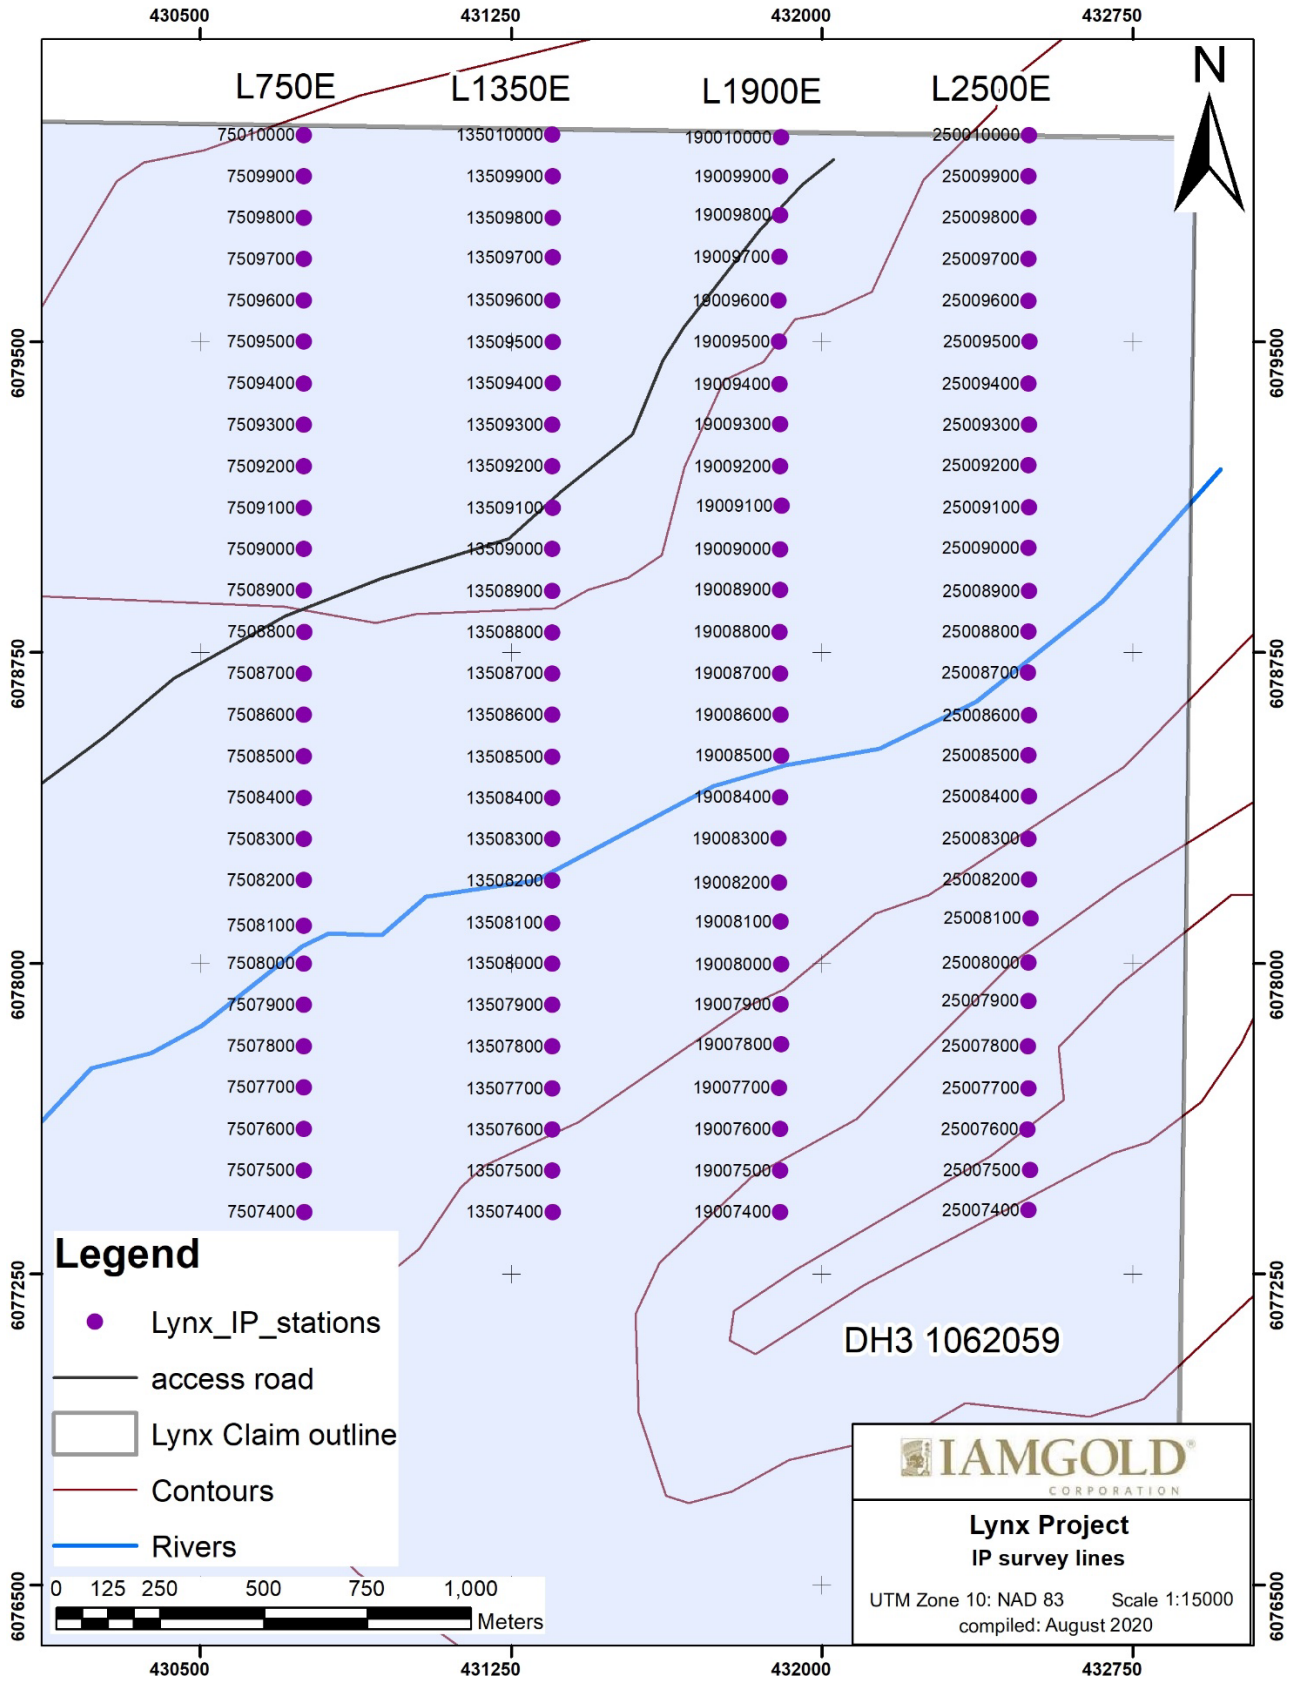 430500 431250 432000 432750
N
L750E L1350E L1900E L2500E
75010000 135010000 190010000 250010000
7509900 13509900 19009900 25009900
7509800 13509800 19009800 25009800
7509700 13509700 19009700 25009700
7509600 13509600 19009600 25009600
6079500 7509500 13509500 19009500 25009500 6079500
7509400 13509400 19009400 25009400
7509300 13509300 19009300 25009300
7509200 13509200 19009200 25009200
7509100 13509100 19009100 25009100
7509000 13509000 19009000 25009000
7508900 13508900 19008900 25008900
7508800 13508800 19008800 25008800
6078750 6078750
7508700 13508700 19008700 25008700
7508600 13508600 19008600 25008600
7508500 13508500 19008500 25008500
7508400 13508400 19008400 25008400
7508300 13508300 19008300 25008300
7508200 13508200 19008200 25008200
7508100 13508100 19008100 25008100
6078000 7508000 13508000 19008000 25008000 6078000
7507900 13507900 19007900 25007900
7507800 13507800 19007800 25007800
7507700 13507700 19007700 25007700
7507600 13507600 19007600 25007600
7507500 13507500 19007500 25007500
7507400 13507400 19007400 25007400
6077250 6077250
Legend
Lynx_IP_stations
access road
Lynx Claim outline
Contours
Rivers
DH3 1062059
0 125 250 500 750 1,000
Meters
IAMGOLD®
CORPORATION
Lynx Project
IP survey lines
UTM Zone 10: NAD 83 Scale 1:15000
compiled: August 2020
6076500 6076500
430500 431250 432000 432750